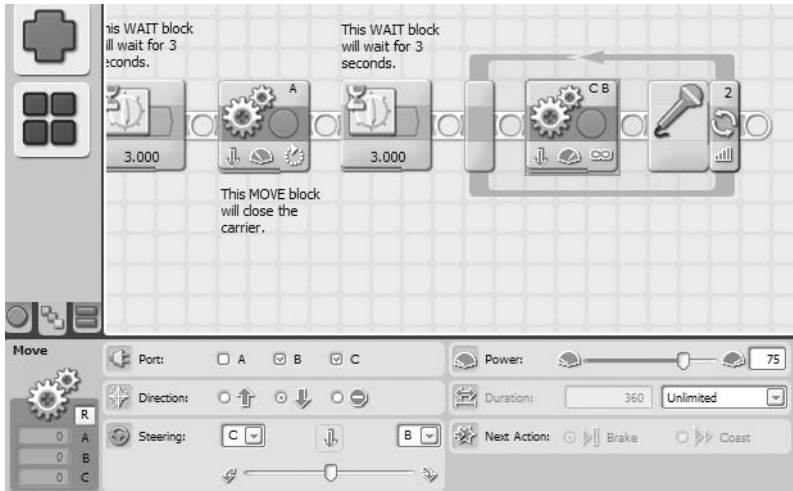 his WAIT block
ill wait for 3
econds.
This WAIT block
will wait for 3
seconds.
A
C B
2
3.000
3.000
This MOVE block
will close the
carrier.
Move
R
0 A
0 B
0 C
Port: A B C
Direction:
Steering: C B
Power: 75
Duration: 360 Unlimited
Next Action: Brake Coast